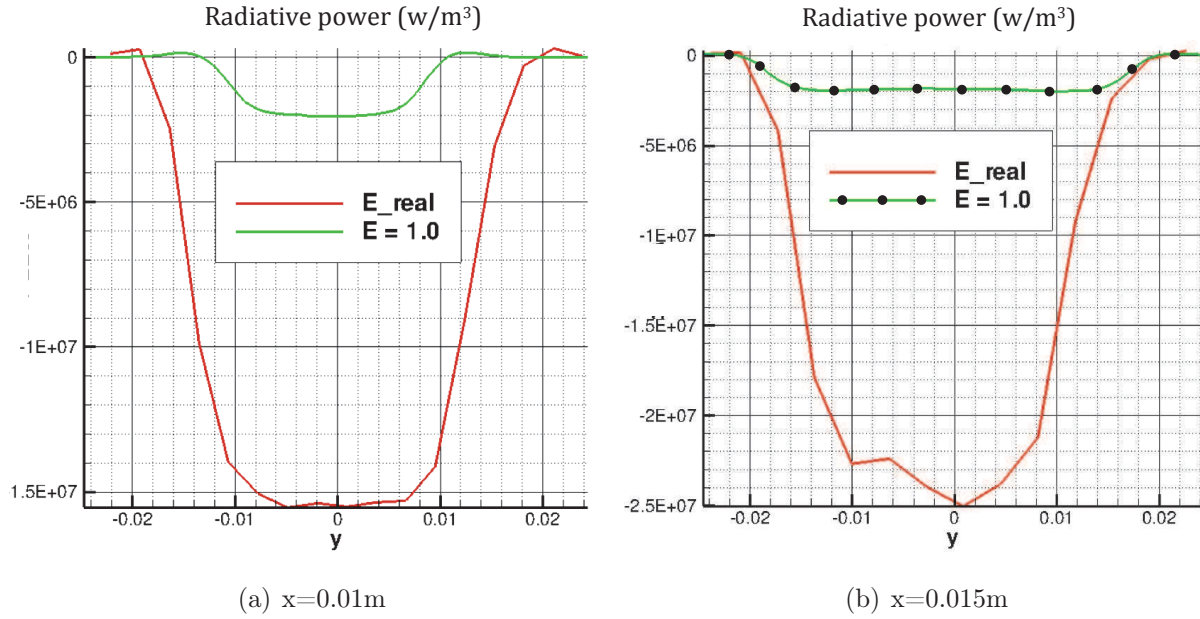 Radiative power (w/m³)
0
-5E+06
-1E+07
1.5E+07
E_real
E = 1.0
-0.02 -0.01 0 0.01 0.02
y
(a) x=0.01m
Radiative power (w/m³)
0
-5E+06
-1E+07
-1.5E+07
-2E+07
-2.5E+07
E_real
E = 1.0
-0.02 -0.01 0 0.01 0.02
y
(b) x=0.015m